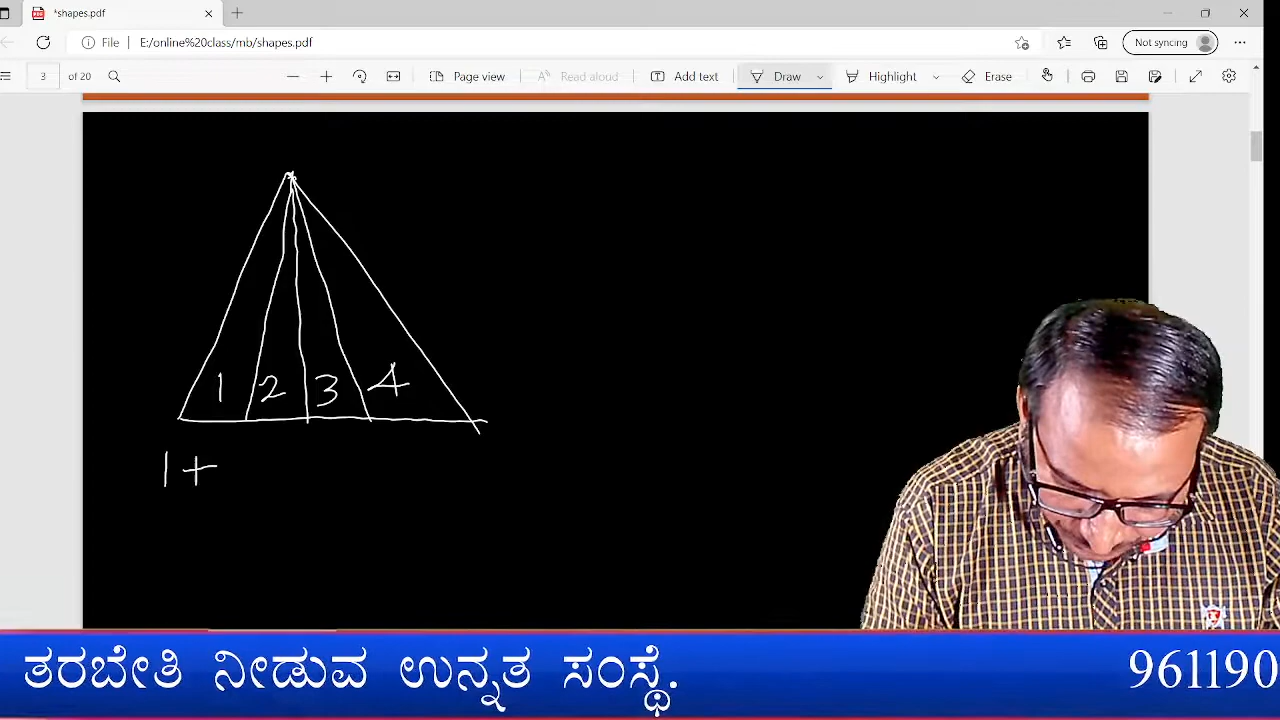 *shapes.pdf
File E:/online%20class/mb/shapes.pdf Not syncing
3 of 20 Page view Read aloud Add text Draw Highlight Erase
1 2 3 4
1+
ತರಬೇತಿ ನೀಡುವ ಉನ್ನತ ಸಂಸ್ಥೆ. 961190